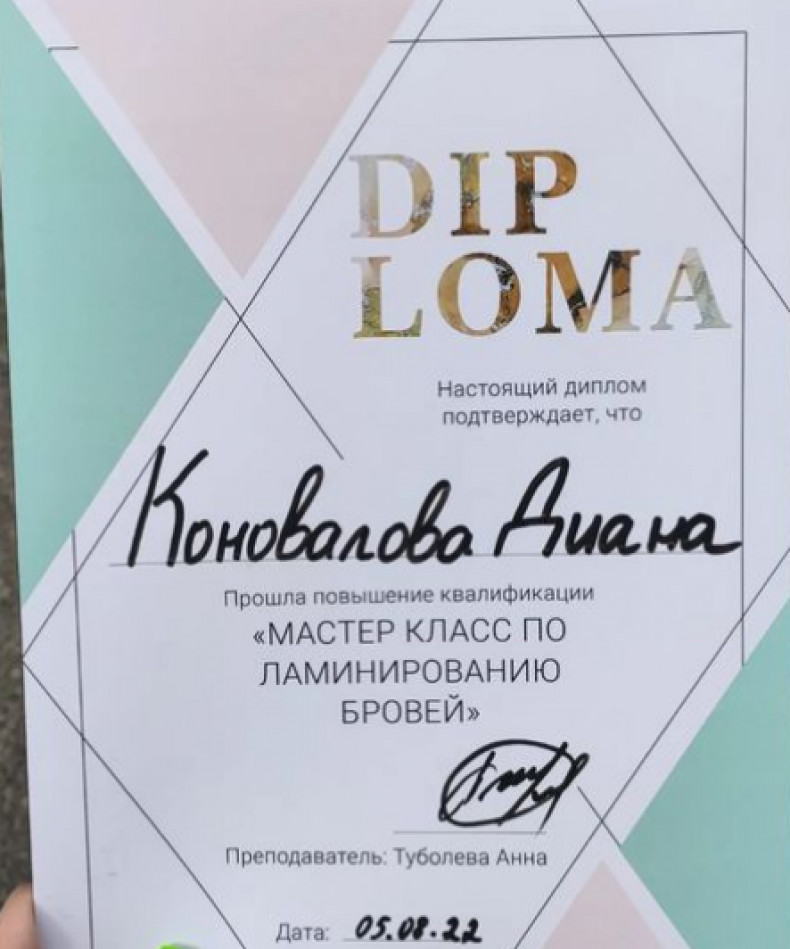 DIP
LOMA
Настоящий диплом
подтверждает, что
Коновалова Диана
Прошла повышение квалификации
«МАСТЕР КЛАСС ПО
ЛАМИНИРОВАНИЮ
БРОВЕЙ»
Преподаватель: Туболева Анна
Дата: 05.08.22